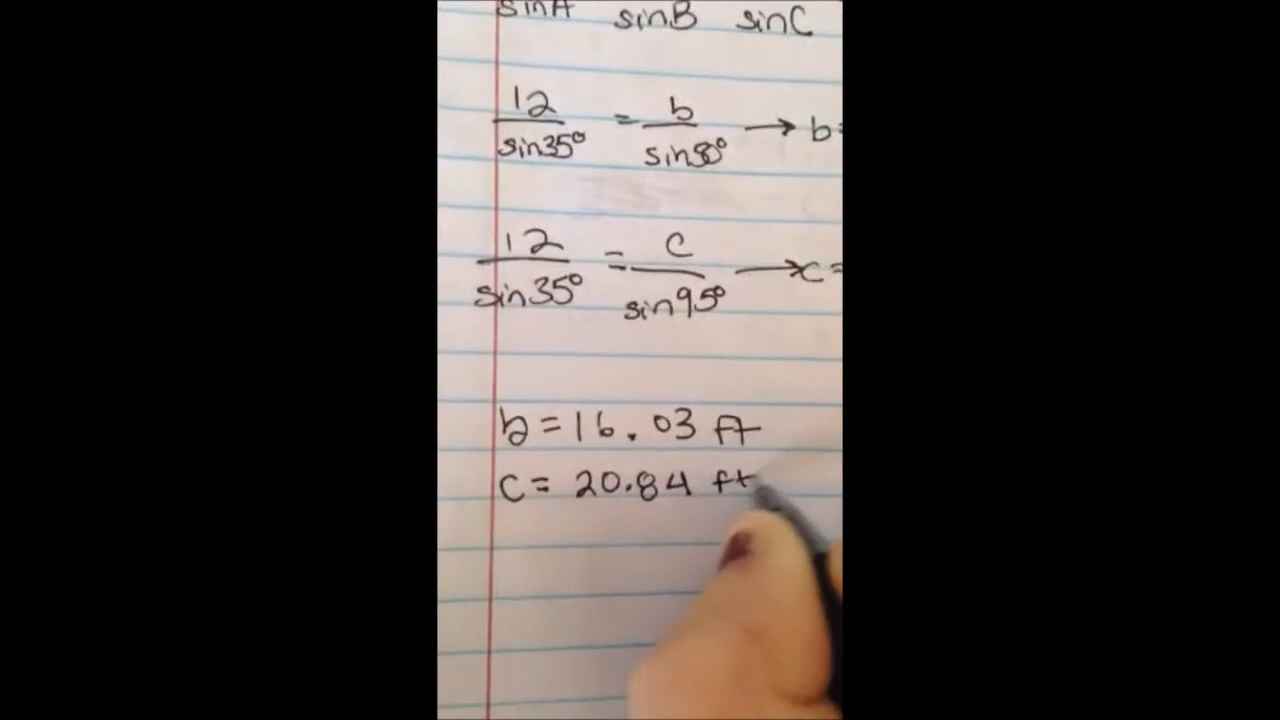 sinA sinB sinC
12 b
— = — → b=
sin35° sin80°
12 c
— = — → c=
sin35° sin95°
b=16.03 ft
c= 20.84 ft